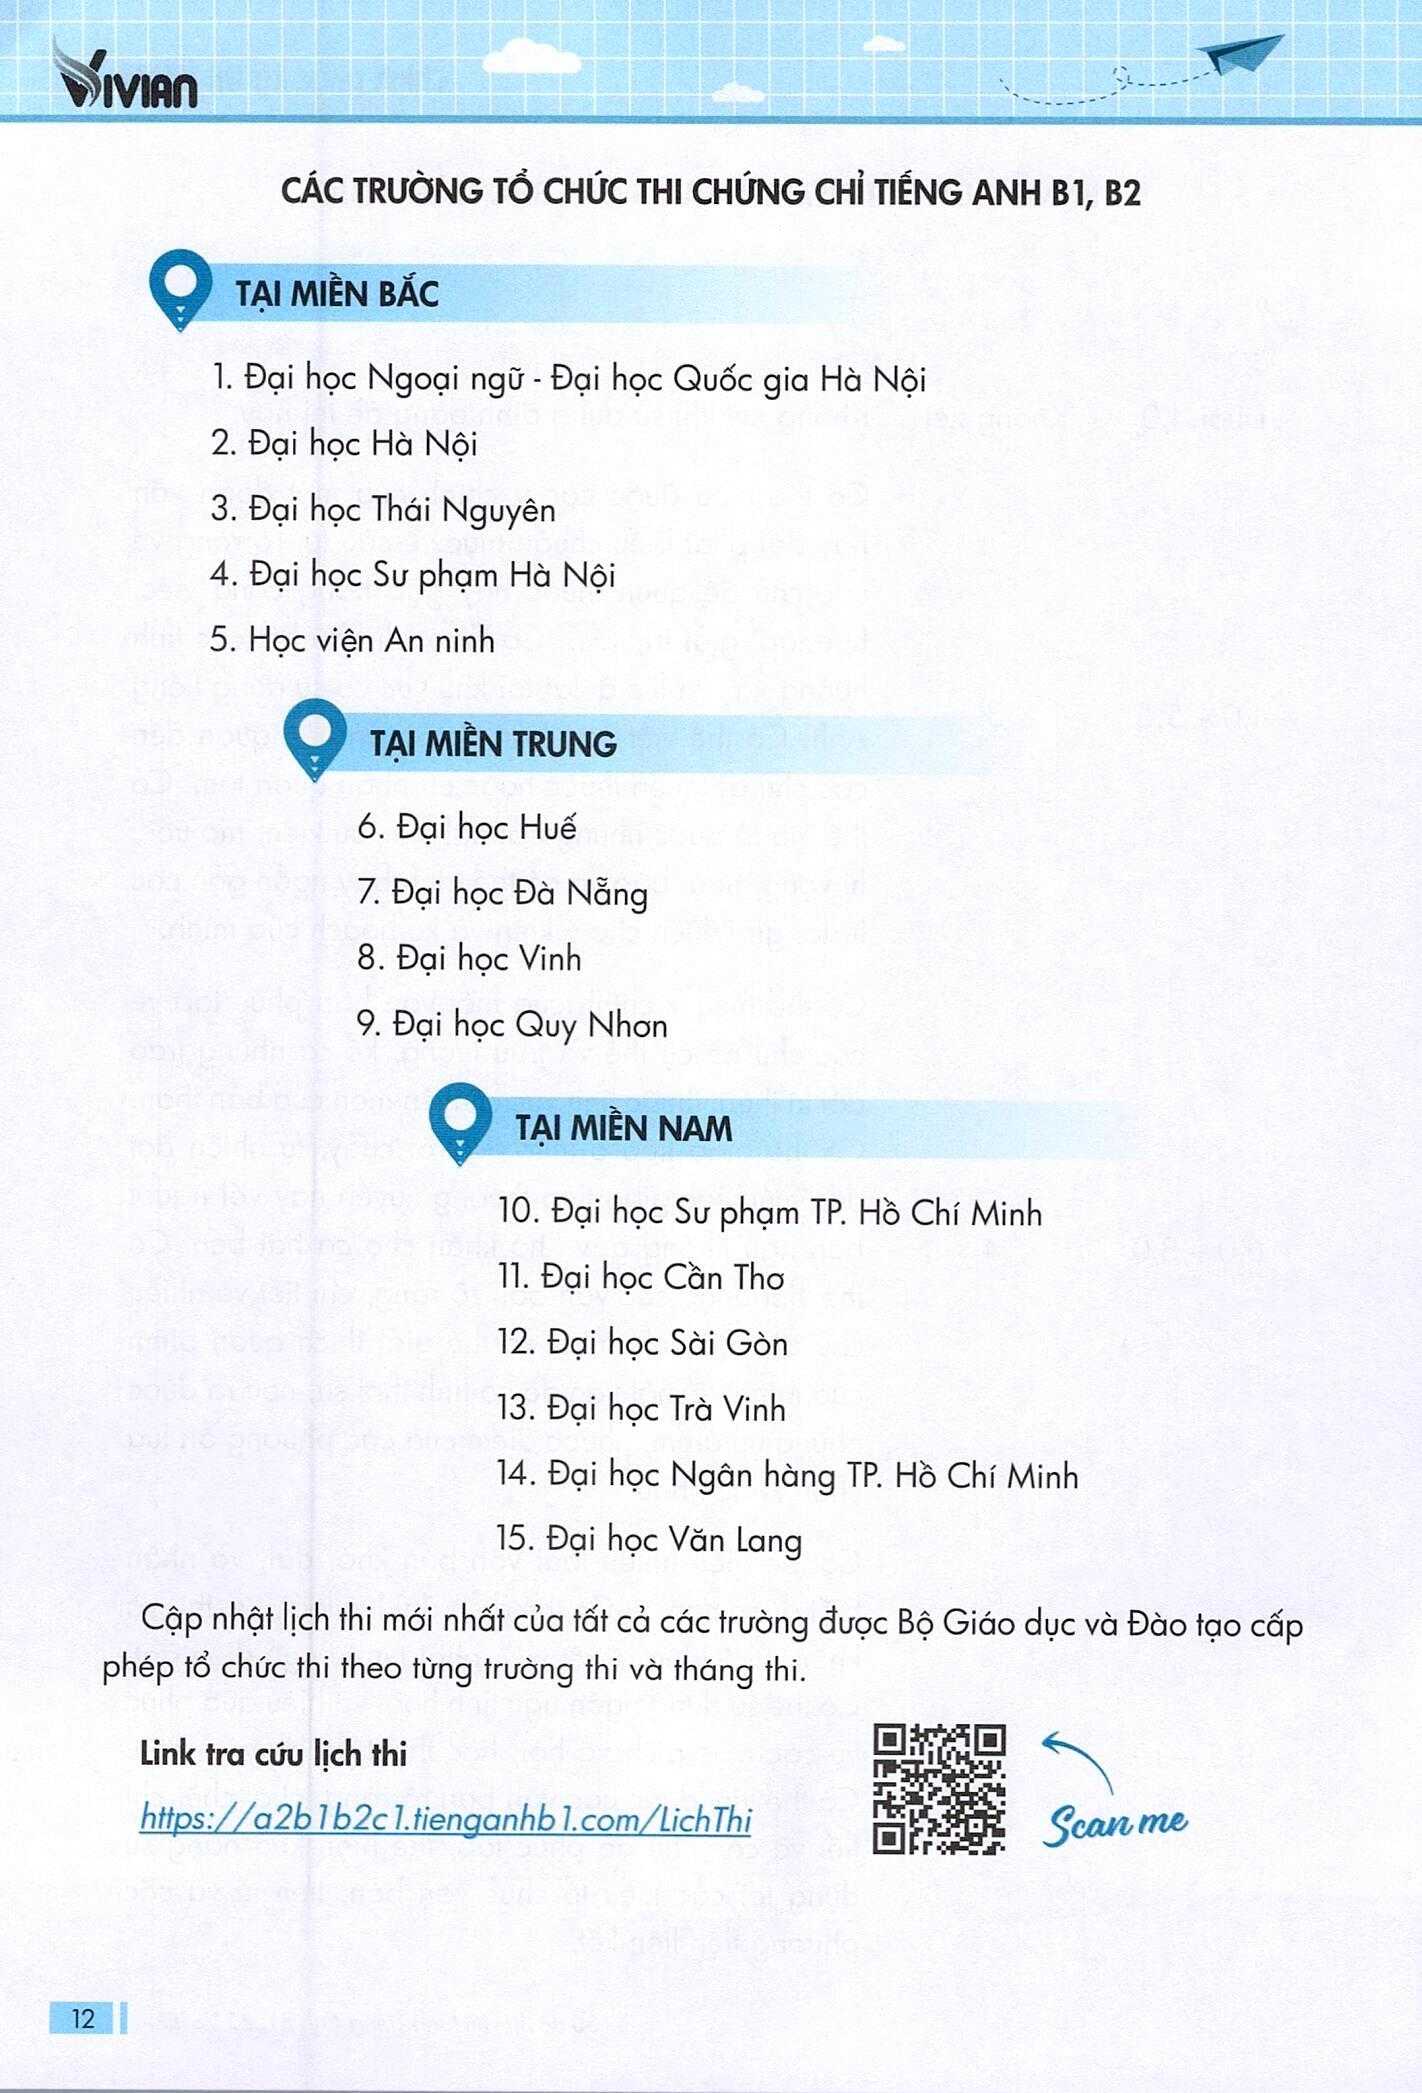 VIVIAN
CÁC TRƯỜNG TỔ CHỨC THI CHỨNG CHỈ TIẾNG ANH B1, B2
TẠI MIỀN BẮC
1. Đại học Ngoại ngữ - Đại học Quốc gia Hà Nội
2. Đại học Hà Nội
3. Đại học Thái Nguyên
4. Đại học Sư phạm Hà Nội
5. Học viện An ninh
TẠI MIỀN TRUNG
6. Đại học Huế
7. Đại học Đà Nẵng
8. Đại học Vinh
9. Đại học Quy Nhơn
TẠI MIỀN NAM
10. Đại học Sư phạm TP. Hồ Chí Minh
11. Đại học Cần Thơ
12. Đại học Sài Gòn
13. Đại học Trà Vinh
14. Đại học Ngân hàng TP. Hồ Chí Minh
15. Đại học Văn Lang
Cập nhật lịch thi mới nhất của tất cả các trường được Bộ Giáo dục và Đào tạo cấp
phép tổ chức thi theo từng trường thi và tháng thi.
Link tra cứu lịch thi
https://a2b1b2c1.tienganhb1.com/LichThi
Scan me
12